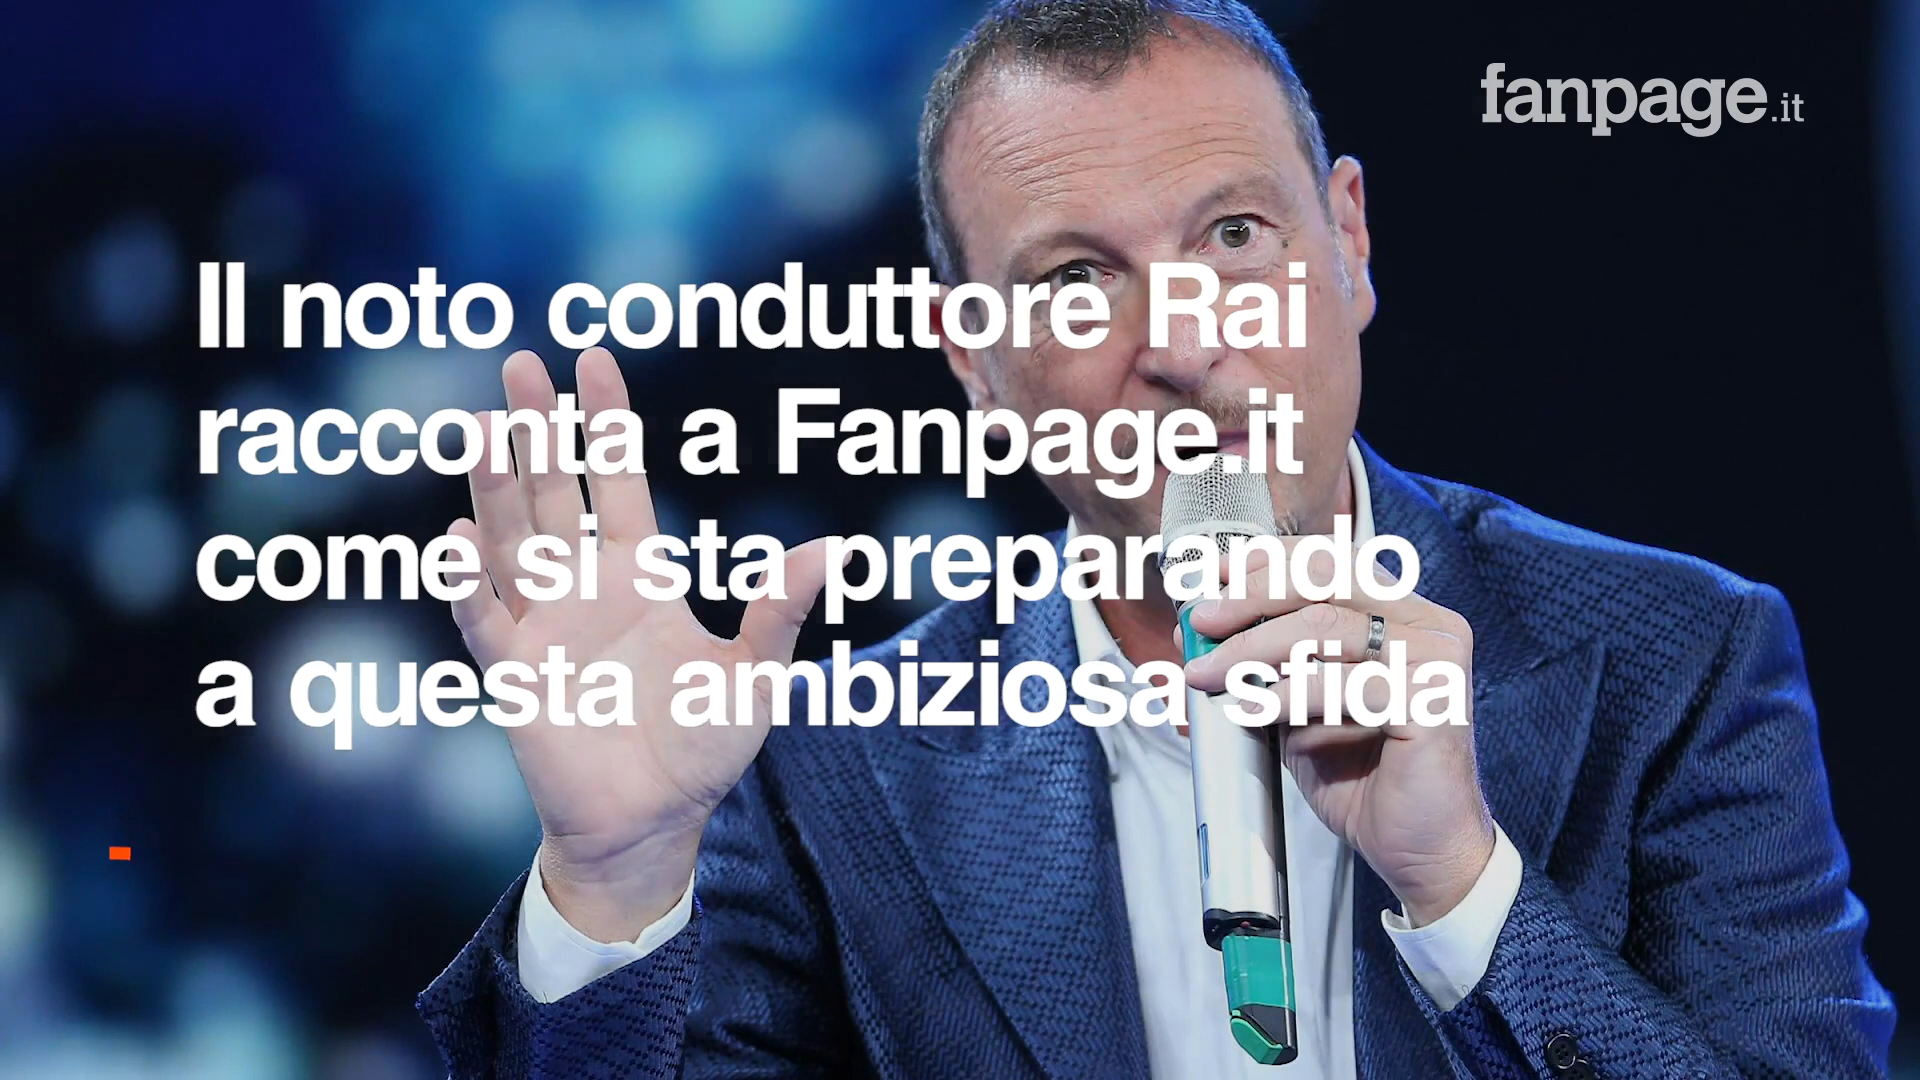 fanpage.it
Il noto conduttore Rai
racconta a Fanpage.it
come si sta preparando
a questa ambiziosa sfida